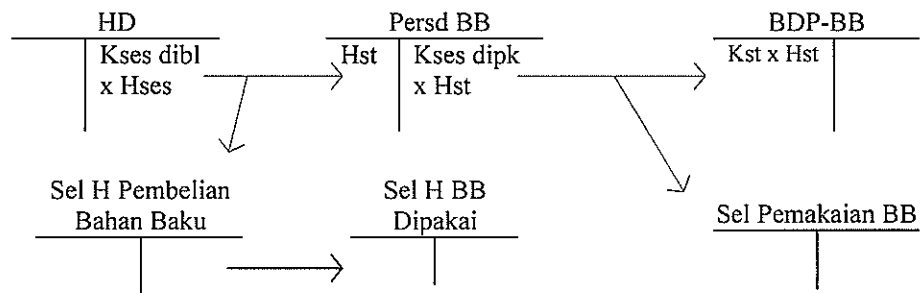 HD
Kses dibl
x Hses
Persd BB
Hst
Kses dipk
x Hst
BDP-BB
Kst x Hst
Sel H Pembelian
Bahan Baku
Sel H BB
Dipakai
Sel Pemakaian BB